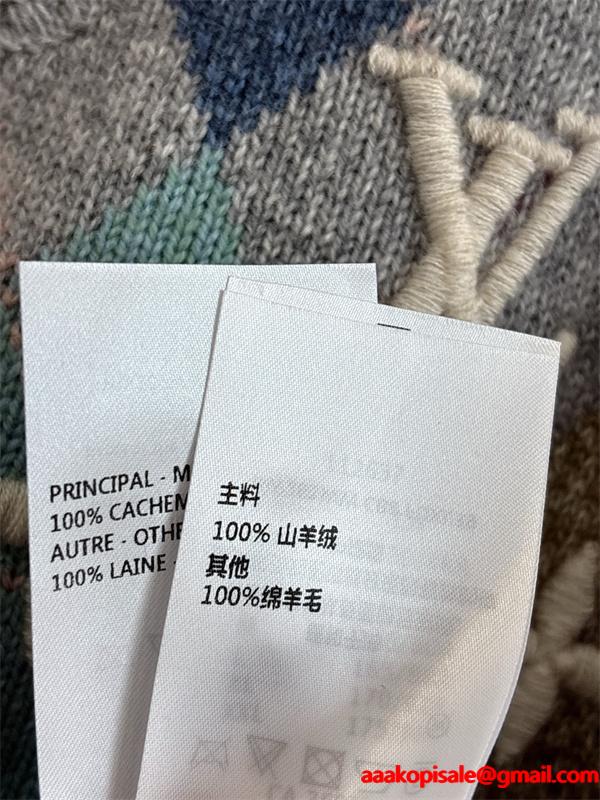 PRINCIPAL - M
100% CACHEM
AUTRE - OTHE
100% LAINE -
主料
100% 山羊绒
其他
100%绵羊毛
aaakopisale@gmail.com